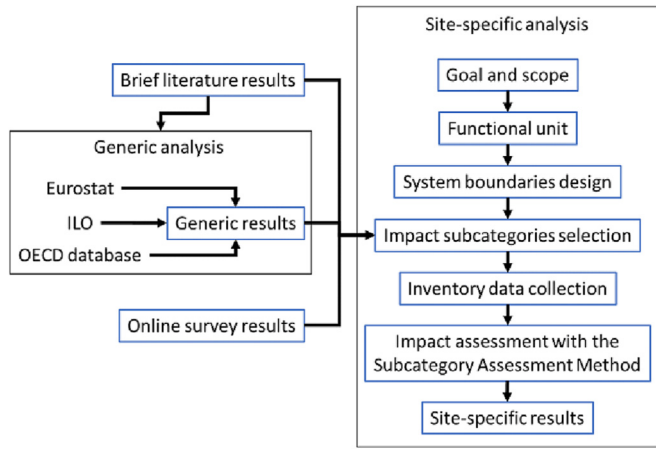 Brief literature results
Generic analysis
Eurostat
ILO
OECD database
Generic results
Online survey results
Site-specific analysis
Goal and scope
Functional unit
System boundaries design
Impact subcategories selection
Inventory data collection
Impact assessment with the
Subcategory Assessment Method
Site-specific results